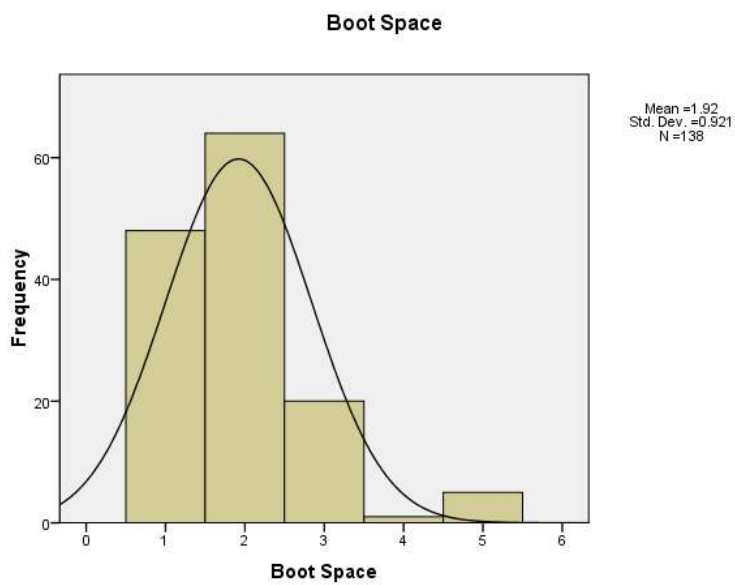 Boot Space
Mean =1.92
Std. Dev. =0.921
N =138
Frequency
60
40
20
0
0 1 2 3 4 5 6
Boot Space